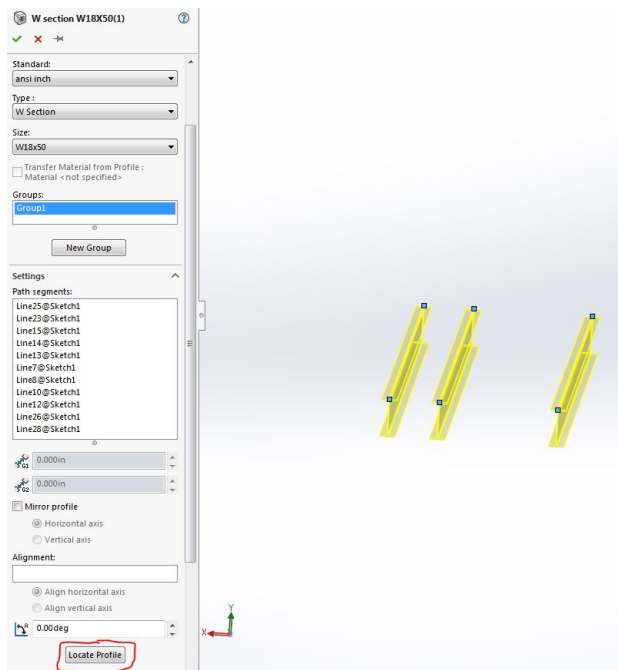 W section W18X50(1)
Standard:
ansi inch
Type :
W Section
Size:
W18x50
Transfer Material from Profile :
Material <not specified>
Groups:
Group1
New Group
Settings
Path segments:
Line25@Sketch1
Line23@Sketch1
Line15@Sketch1
Line14@Sketch1
Line13@Sketch1
Line7@Sketch1
Line8@Sketch1
Line10@Sketch1
Line12@Sketch1
Line26@Sketch1
Line28@Sketch1
G1 0.000in
G2 0.000in
Mirror profile
Horizontal axis
Vertical axis
Alignment:
Align horizontal axis
Align vertical axis
A 0.00deg
Locate Profile
Y
X